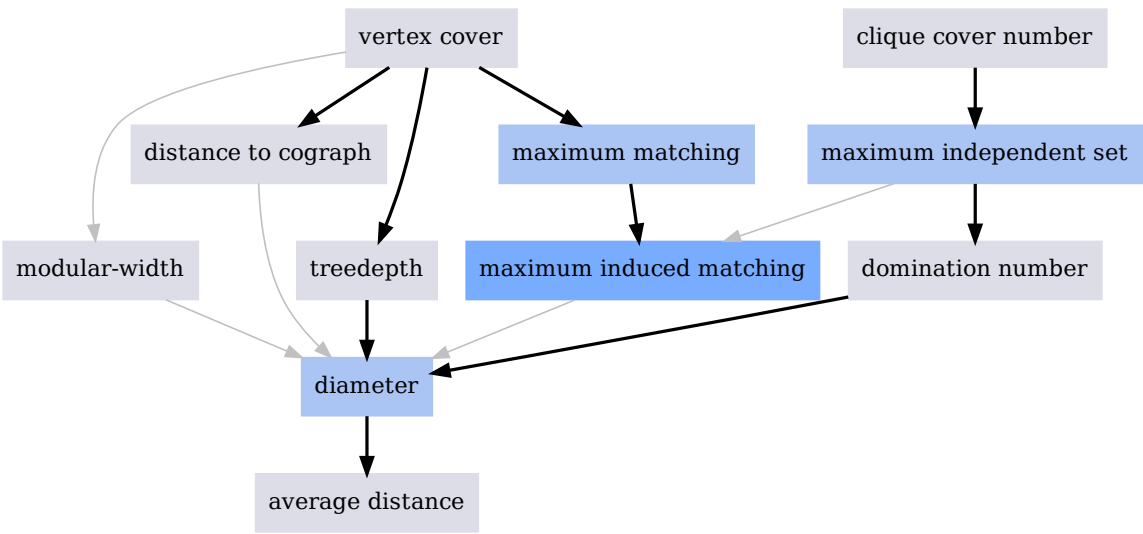 vertex cover
clique cover number
distance to cograph
maximum matching
maximum independent set
modular-width
treedepth
maximum induced matching
domination number
diameter
average distance